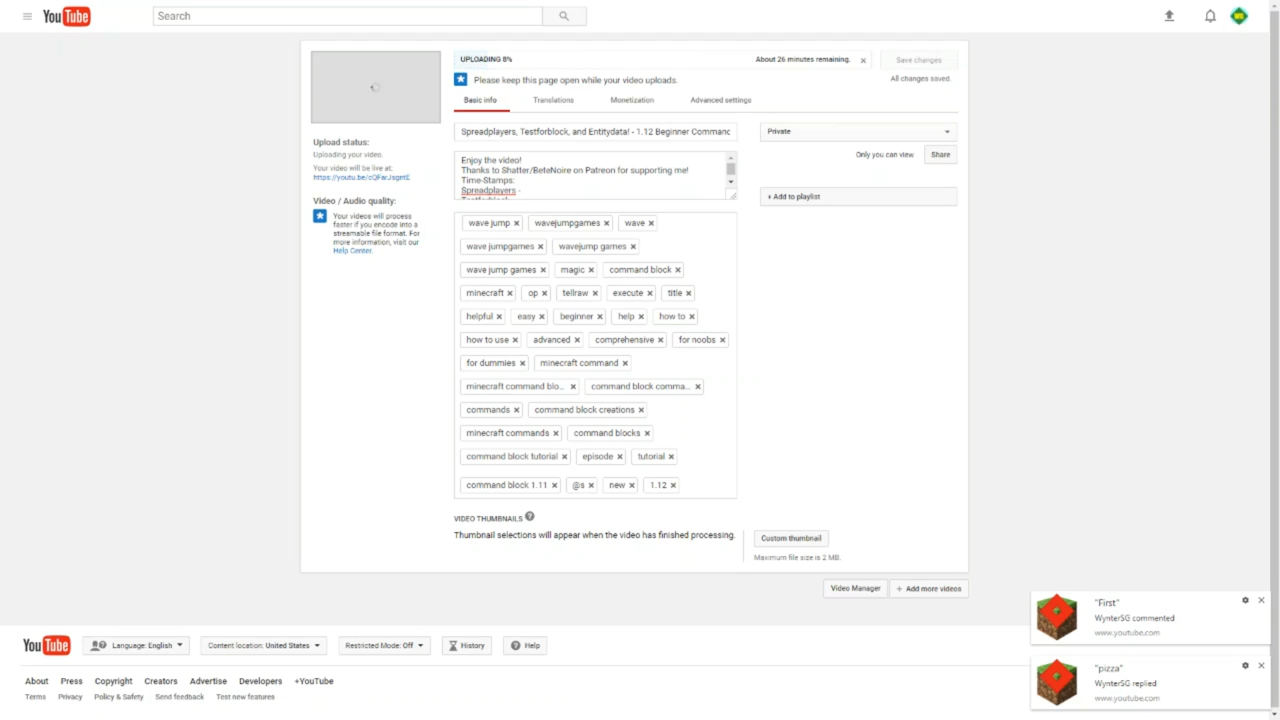 YouTube
Search
UPLOADING 8%
About 26 minutes remaining.
Save changes
Please keep this page open while your video uploads.
All changes saved.
Basic info
Translations
Monetization
Advanced settings
Spreadplayers, Testforblock, and Entitydata! - 1.12 Beginner Command
Private
Enjoy the video!
Thanks to Shatter/BeteNoire on Patreon for supporting me!
Time-Stamps:
Spreadplayers -
Only you can view
Share
+ Add to playlist
Upload status:
Uploading your video.
Your video will be live at:
Video / Audio quality:
Your videos will process
faster if you encode into a
streamable file format. For
more information, visit our
Help Center.
wave jump
wavejumpgames
wave
wave jumpgames
wavejump games
wave jump games
magic
command block
minecraft
op
tellraw
execute
title
helpful
easy
beginner
help
how to
how to use
advanced
comprehensive
for noobs
for dummies
minecraft command
minecraft command blo...
command block comma...
commands
command block creations
minecraft commands
command blocks
command block tutorial
episode
tutorial
command block 1.11
@s
new
1.12
VIDEO THUMBNAILS
Thumbnail selections will appear when the video has finished processing.
Custom thumbnail
Maximum file size is 2 MB.
Video Manager
+ Add more videos
"First"
WynterSG commented
www.youtube.com
"pizza"
WynterSG replied
www.youtube.com
YouTube
Language: English
Content location: United States
Restricted Mode: Off
History
Help
About Press Copyright Creators Advertise Developers +YouTube
Terms Privacy Policy & Safety Send feedback Test new features